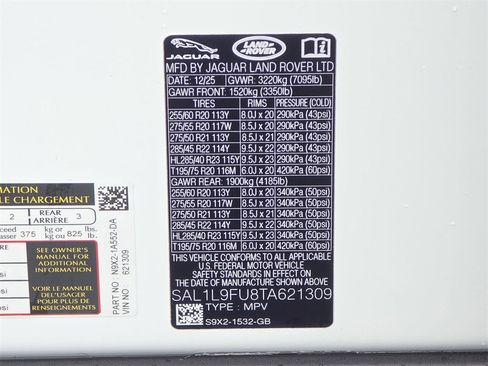 JAGUAR
LAND ROVER
MFD BY JAGUAR LAND ROVER LTD
DATE: 12/25 GVWR: 3220kg (7095lb)
GAWR FRONT: 1520kg (3350lb)
TIRES RIMS PRESSURE (COLD)
255/60 R20 113Y 8.0J x 20 290kPa (43psi)
275/55 R20 117W 8.5J x 20 290kPa (43psi)
275/50 R21 113Y 8.5J x 21 290kPa (43psi)
285/45 R22 114Y 9.5J x 22 290kPa (43psi)
HL285/40 R23 115Y 9.5J x 23 290kPa (43psi)
T195/75 R20 116M 6.0J x 20 420kPa (60psi)
GAWR REAR: 1900kg (4185lb)
255/60 R20 113Y 8.0J x 20 340kPa (50psi)
275/55 R20 117W 8.5J x 20 340kPa (50psi)
275/50 R21 113Y 8.5J x 21 340kPa (50psi)
285/45 R22 114Y 9.5J x 22 340kPa (50psi)
HL285/40 R23 115Y 9.5J x 23 340kPa (50psi)
T195/75 R20 116M 6.0J x 20 420kPa (60psi)
THIS VEHICLE CONFORMS TO ALL APPLICABLE
U.S. FEDERAL MOTOR VEHICLE
SAFETY STANDARDS IN EFFECT ON
THE DATE OF MANUFACTURE SHOWN ABOVE
SAL1L9FU8TA621309
TYPE : MPV
S9X2-1532-GB
RMATION
CHARGEMENT
2 REAR ARRIÈRE 3
375 kg or 825 lbs.
kg ou lb.
SEE OWNER'S
MANUAL FOR
ADDITIONAL
INFORMATION
VOIR LE MANUEL
DE L'USAGER
POUR PLUS DE
RENSEIGNEMENTS
PART NO N9X2-1A552-DA
VIN NO 621309